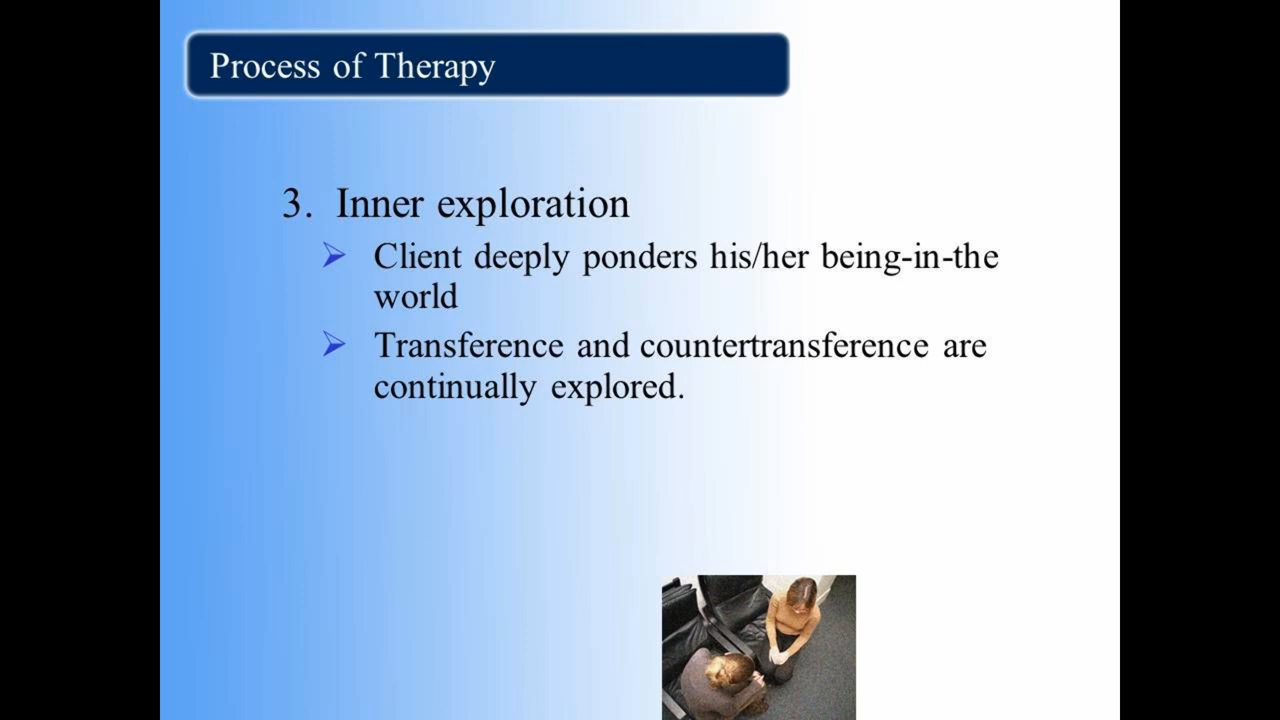 Process of Therapy
3. Inner exploration
Client deeply ponders his/her being-in-the
world
Transference and countertransference are
continually explored.